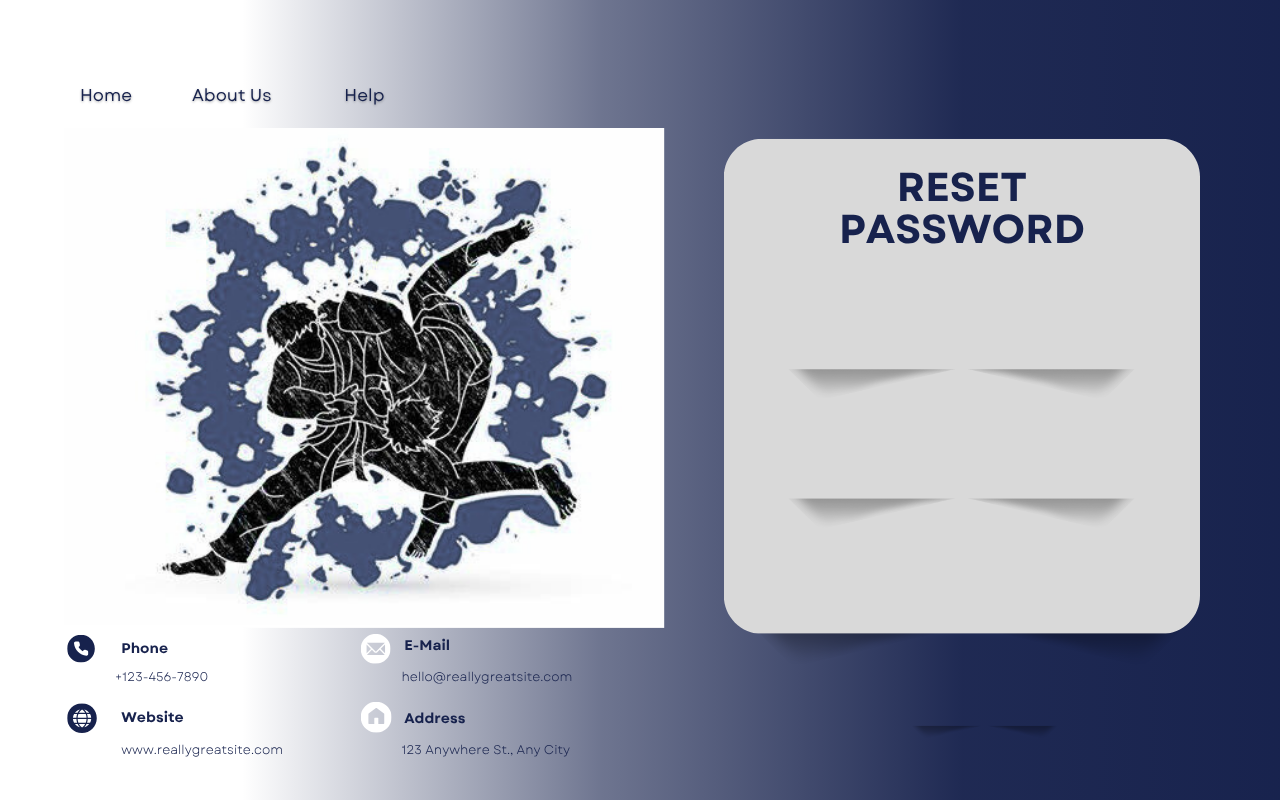 Home
About Us
Help
RESET
PASSWORD
Phone
+123-456-7890
E-Mail
hello@reallygreatsite.com
Website
www.reallygreatsite.com
Address
123 Anywhere St., Any City